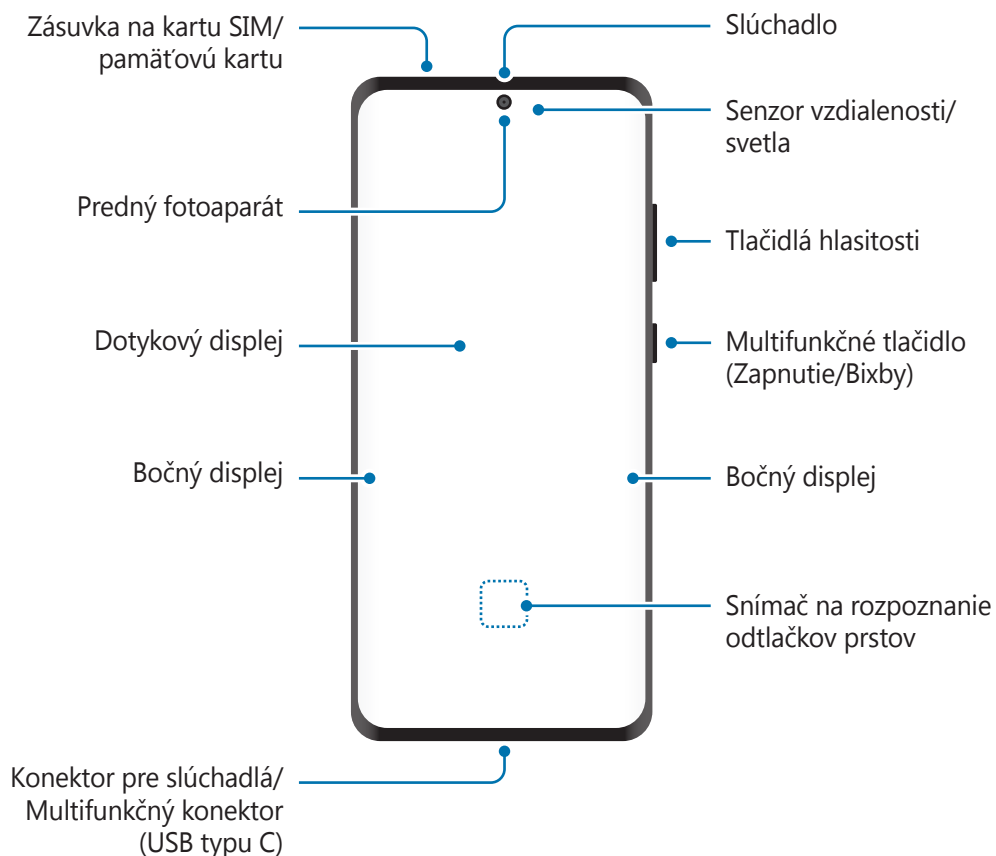 Zásuvka na kartu SIM/
pamäťovú kartu
Predný fotoaparát
Dotykový displej
Bočný displej
Konektor pre slúchadlá/
Multifunkčný konektor
(USB typu C)
Slúchadlo
Senzor vzdialenosti/
svetla
Tlačidlá hlasitosti
Multifunkčné tlačidlo
(Zapnutie/Bixby)
Bočný displej
Snímač na rozpoznanie
odtlačkov prstov